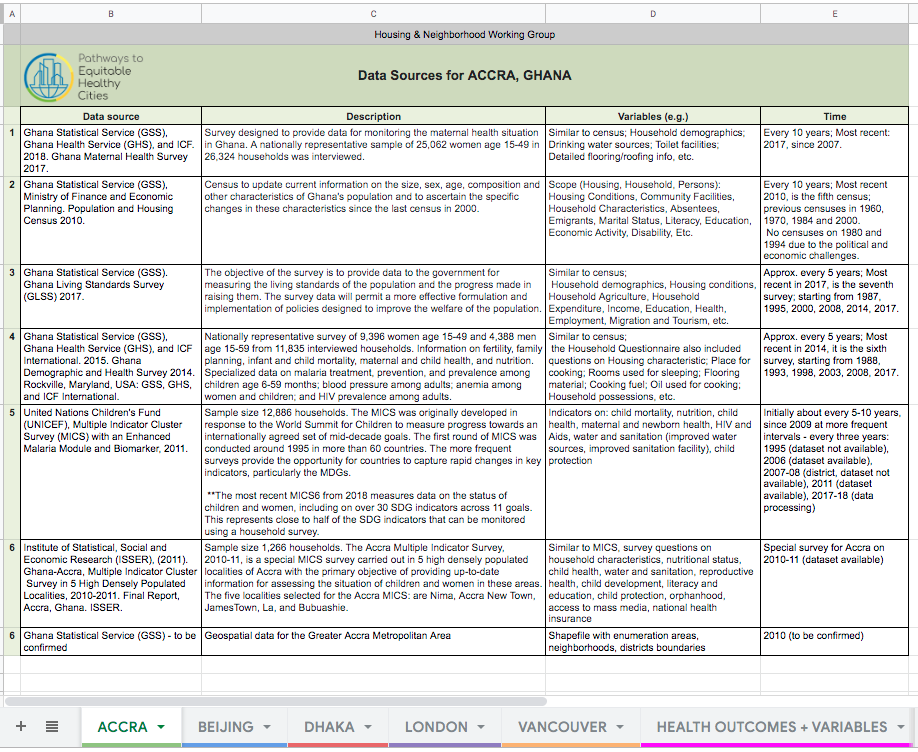 A B C D E
Housing & Neighborhood Working Group
Pathways to
Equitable
Healthy
Cities
Data Sources for ACCRA, GHANA
Data source Description Variables (e.g.) Time
1
Ghana Statistical Service (GSS),
Ghana Health Service (GHS), and ICF.
2018. Ghana Maternal Health Survey
2017.
Survey designed to provide data for monitoring the maternal health situation
in Ghana. A nationally representative sample of 25,062 women age 15-49 in
26,324 households was interviewed.
Similar to census; Household demographics;
Drinking water sources; Toilet facilities;
Detailed flooring/roofing info, etc.
Every 10 years; Most recent:
2017, since 2007.
2
Ghana Statistical Service (GSS),
Ministry of Finance and Economic
Planning. Population and Housing
Census 2010.
Census to update current information on the size, sex, age, composition and
other characteristics of Ghana's population and to ascertain the specific
changes in these characteristics since the last census in 2000.
Scope (Housing, Household, Persons):
Housing Conditions, Community Facilities,
Household Characteristics, Absentees,
Emigrants, Marital Status, Literacy, Education,
Economic Activity, Disability, Etc.
Every 10 years; Most recent
2010, is the fifth census;
previous censuses in 1960,
1970, 1984 and 2000.
No censuses on 1980 and
1994 due to the political and
economic challenges.
3
Ghana Statistical Service (GSS).
Ghana Living Standards Survey
(GLSS) 2017.
The objective of the survey is to provide data to the government for
measuring the living standards of the population and the progress made in
raising them. The survey data will permit a more effective formulation and
implementation of policies designed to improve the welfare of the population.
Similar to census;
Household demographics, Housing conditions,
Household Agriculture, Household
Expenditure, Income, Education, Health,
Employment, Migration and Tourism, etc.
Approx. every 5 years; Most
recent in 2017, is the seventh
survey; starting from 1987,
1995, 2000, 2008, 2014, 2017.
4
Ghana Statistical Service (GSS),
Ghana Health Service (GHS), and ICF
International. 2015. Ghana
Demographic and Health Survey 2014.
Rockville, Maryland, USA: GSS, GHS,
and ICF International.
Nationally representative survey of 9,396 women age 15-49 and 4,388 men
age 15-59 from 11,835 interviewed households. Information on fertility, family
planning, infant and child mortality, maternal and child health, and nutrition.
Specialized data on malaria treatment, prevention, and prevalence among
children age 6-59 months; blood pressure among adults; anemia among
women and children; and HIV prevalence among adults.
Similar to census;
the Household Questionnaire also included
questions on Housing characteristic; Place for
cooking; Rooms used for sleeping; Flooring
material; Cooking fuel; Oil used for cooking;
Household possessions, etc.
Approx. every 5 years; Most
recent in 2014, it is the sixth
survey, starting from 1988,
1993, 1998, 2003, 2008, 2017.
5
United Nations Children's Fund
(UNICEF), Multiple Indicator Cluster
Survey (MICS) with an Enhanced
Malaria Module and Biomarker, 2011.
Sample size 12,886 households. The MICS was originally developed in
response to the World Summit for Children to measure progress towards an
internationally agreed set of mid-decade goals. The first round of MICS was
conducted around 1995 in more than 60 countries. The more frequent
surveys provide the opportunity for countries to capture rapid changes in key
indicators, particularly the MDGs.
**The most recent MICS6 from 2018 measures data on the status of
children and women, including on over 30 SDG indicators across 11 goals.
This represents close to half of the SDG indicators that can be monitored
using a household survey.
Indicators on: child mortality, nutrition, child
health, maternal and newborn health, HIV and
Aids, water and sanitation (improved water
sources, improved sanitation facility), child
protection
Initially about every 5-10 years,
since 2009 at more frequent
intervals - every three years:
1995 (dataset not available),
2006 (dataset available),
2007-08 (district, dataset not
available), 2011 (dataset
available), 2017-18 (data
processing)
6
Institute of Statistical, Social and
Economic Research (ISSER), (2011).
Ghana-Accra, Multiple Indicator Cluster
Survey in 5 High Densely Populated
Localities, 2010-2011. Final Report,
Accra, Ghana. ISSER.
Sample size 1,266 households. The Accra Multiple Indicator Survey,
2010-11, is a special MICS survey carried out in 5 high densely populated
localities of Accra with the primary objective of providing up-to-date
information for assessing the situation of children and women in these areas.
The five localities selected for the Accra MICS: are Nima, Accra New Town,
JamesTown, La, and Bubuashie.
Similar to MICS, survey questions on
household characteristics, nutritional status,
child health, water and sanitation, reproductive
health, child development, literacy and
education, child protection, orphanhood,
access to mass media, national health
insurance
Special survey for Accra on
2010-11 (dataset available)
6
Ghana Statistical Service (GSS) - to be
confirmed
Geospatial data for the Greater Accra Metropolitan Area
Shapefile with enumeration areas,
neighborhoods, districts boundaries
2010 (to be confirmed)
ACCRA BEIJING DHAKA LONDON VANCOUVER HEALTH OUTCOMES + VARIABLES